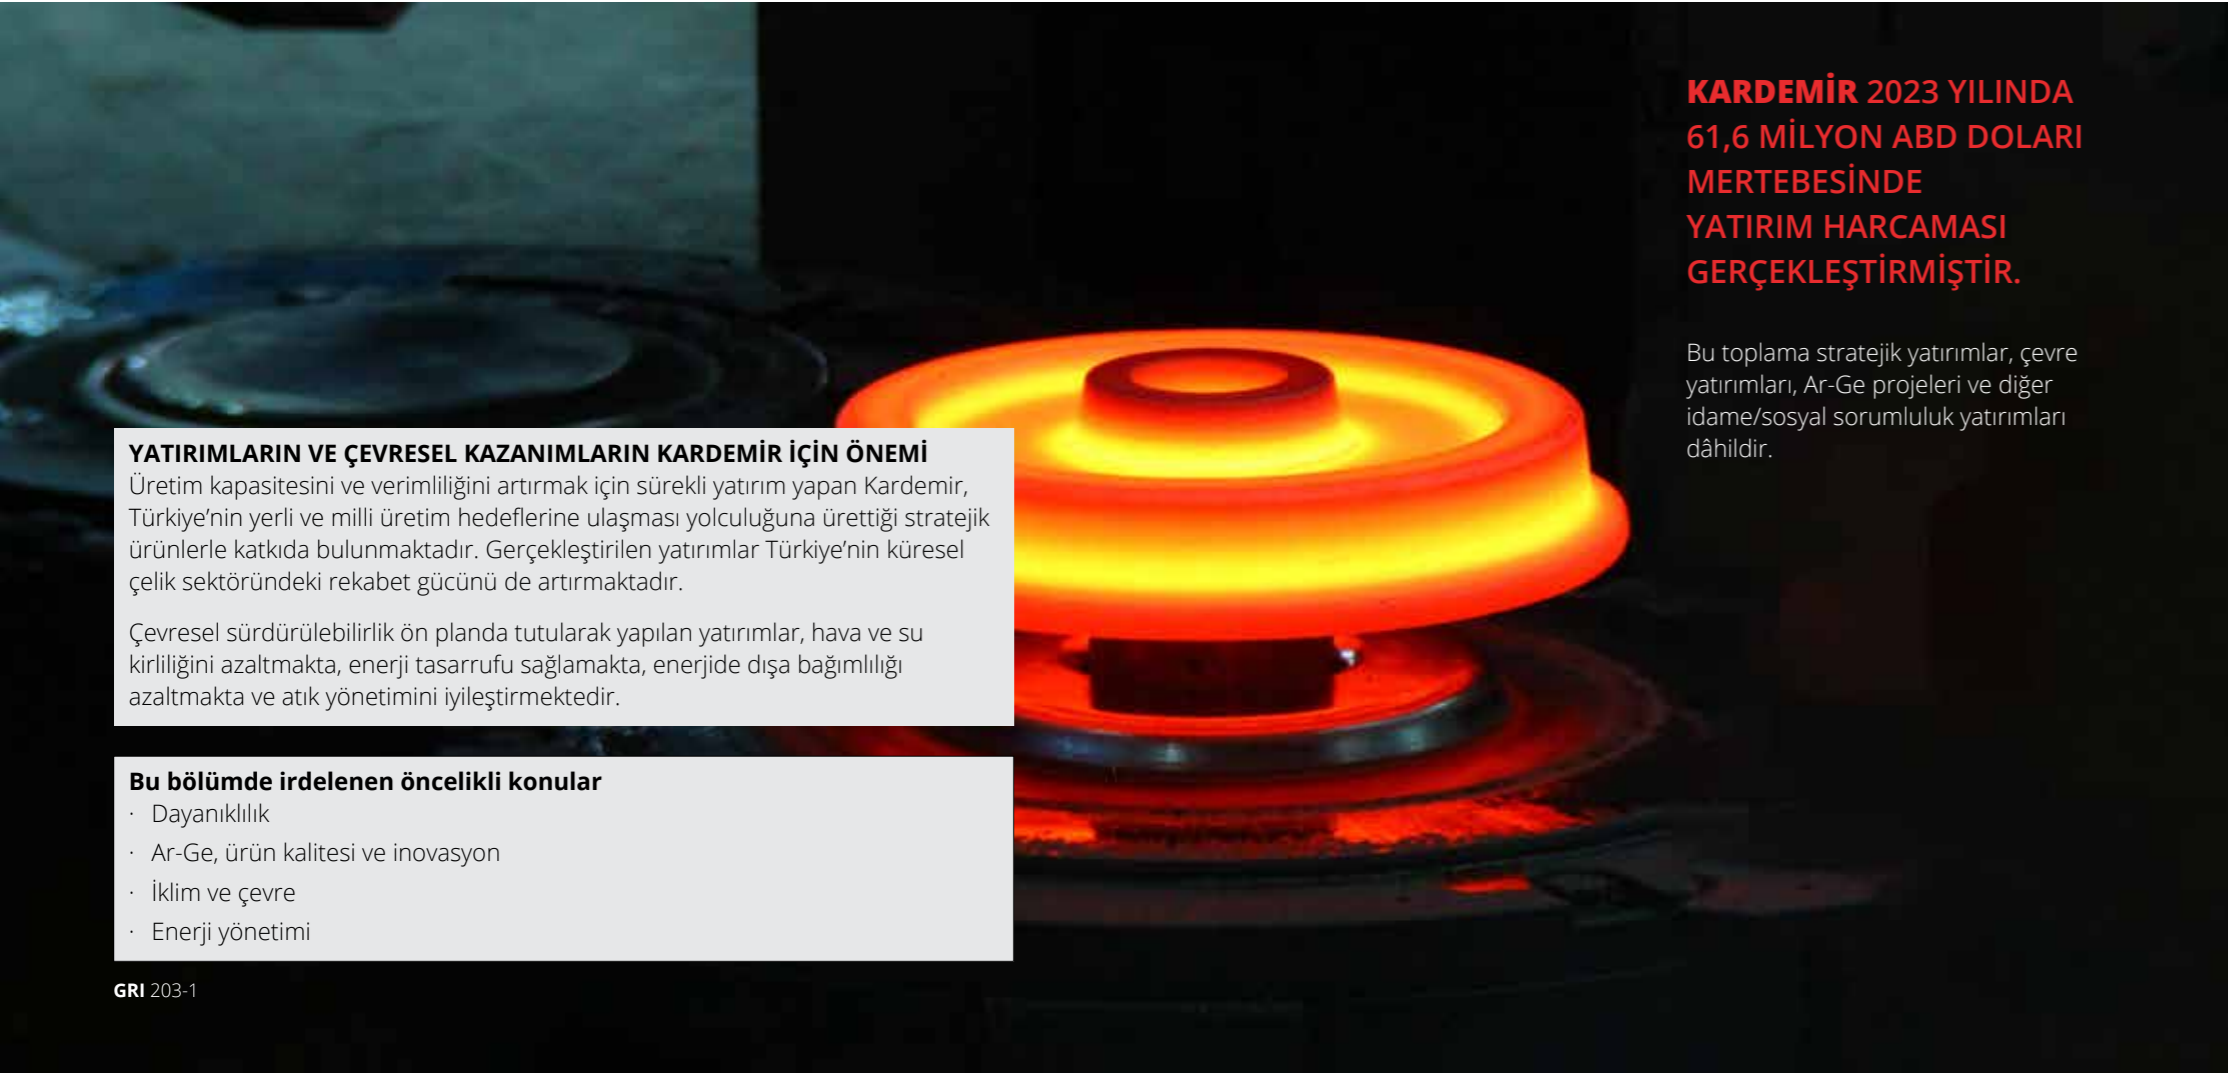 KARDEMİR 2023 YILINDA
61,6 MİLYON ABD DOLARI
MERTEBESİNDE
YATIRIM HARCAMASI
GERÇEKLEŞTİRMİŞTİR.
Bu toplama stratejik yatırımlar, çevre
yatırımları, Ar-Ge projeleri ve diğer
idame/sosyal sorumluluk yatırımları
dâhildir.
YATIRIMLARIN VE ÇEVRESEL KAZANIMLARIN KARDEMİR İÇİN ÖNEMİ
Üretim kapasitesini ve verimliliğini artırmak için sürekli yatırım yapan Kardemir,
Türkiye’nin yerli ve milli üretim hedeflerine ulaşması yolculuğuna ürettiği stratejik
ürünlerle katkıda bulunmaktadır. Gerçekleştirilen yatırımlar Türkiye’nin küresel
çelik sektöründeki rekabet gücünü de artırmaktadır.
Çevresel sürdürülebilirlik ön planda tutularak yapılan yatırımlar, hava ve su
kirliliğini azaltmakta, enerji tasarrufu sağlamakta, enerjide dışa bağımlılığı
azaltmakta ve atık yönetimini iyileştirmektedir.
Bu bölümde irdelenen öncelikli konular
· Dayanıklılık
· Ar-Ge, ürün kalitesi ve inovasyon
· İklim ve çevre
· Enerji yönetimi
GRI 203-1